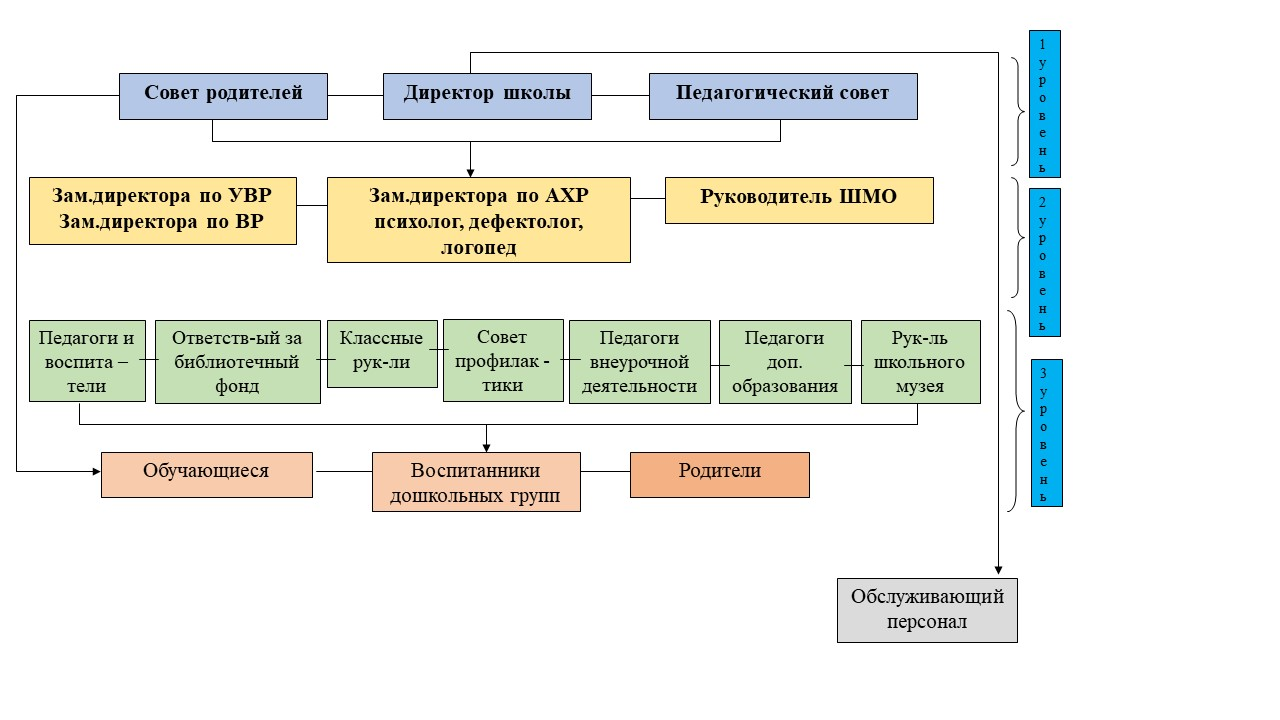 Совет родителей
Директор школы
Педагогический совет
1 уровень
Зам.директора по УВР
Зам.директора по ВР
Зам.директора по АХР
психолог, дефектолог,
логопед
Руководитель ШМО
2 уровень
Педагоги и
воспита –
тели
Ответств-ый за
библиотечный
фонд
Классные
рук-ли
Совет
профилак -
тики
Педагоги
внеурочной
деятельности
Педагоги
доп.
образования
Рук-ль
школьного
музея
3 уровень
Обучающиеся
Воспитанники
дошкольных групп
Родители
Обслуживающий
персонал